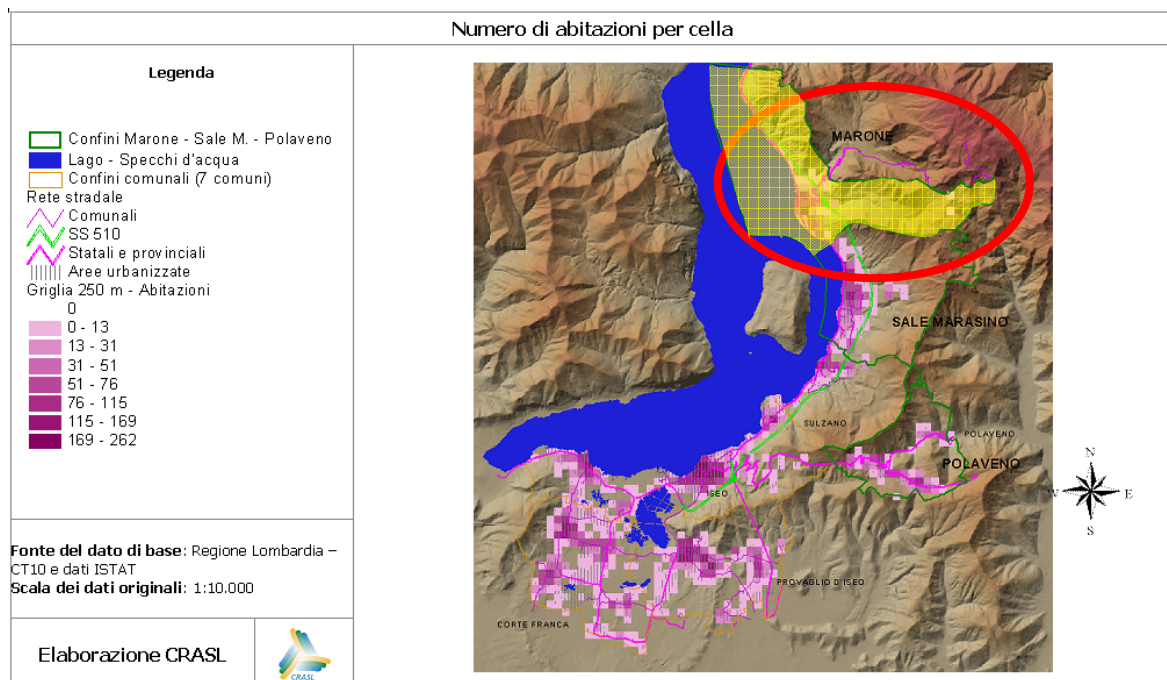 Numero di abitazioni per cella
Legenda
Confini Marone - Sale M. - Polaveno
Lago - Specchi d'acqua
Confini comunali (7 comuni)
Rete stradale
Comunali
SS 510
Statali e provinciali
Aree urbanizzate
Griglia 250 m - Abitazioni
0
0 - 13
13 - 31
31 - 51
51 - 76
76 - 115
115 - 169
169 - 262
Fonte del dato di base: Regione Lombardia –
CT10 e dati ISTAT
Scala dei dati originali: 1:10.000
Elaborazione CRASL
CRASL
MARONE
SALE MARASINO
SULZANO
POLAVENO
POLAVENO
ISEO
PROVAGLIO D'ISEO
CORTE FRANCA
N
W
E
S